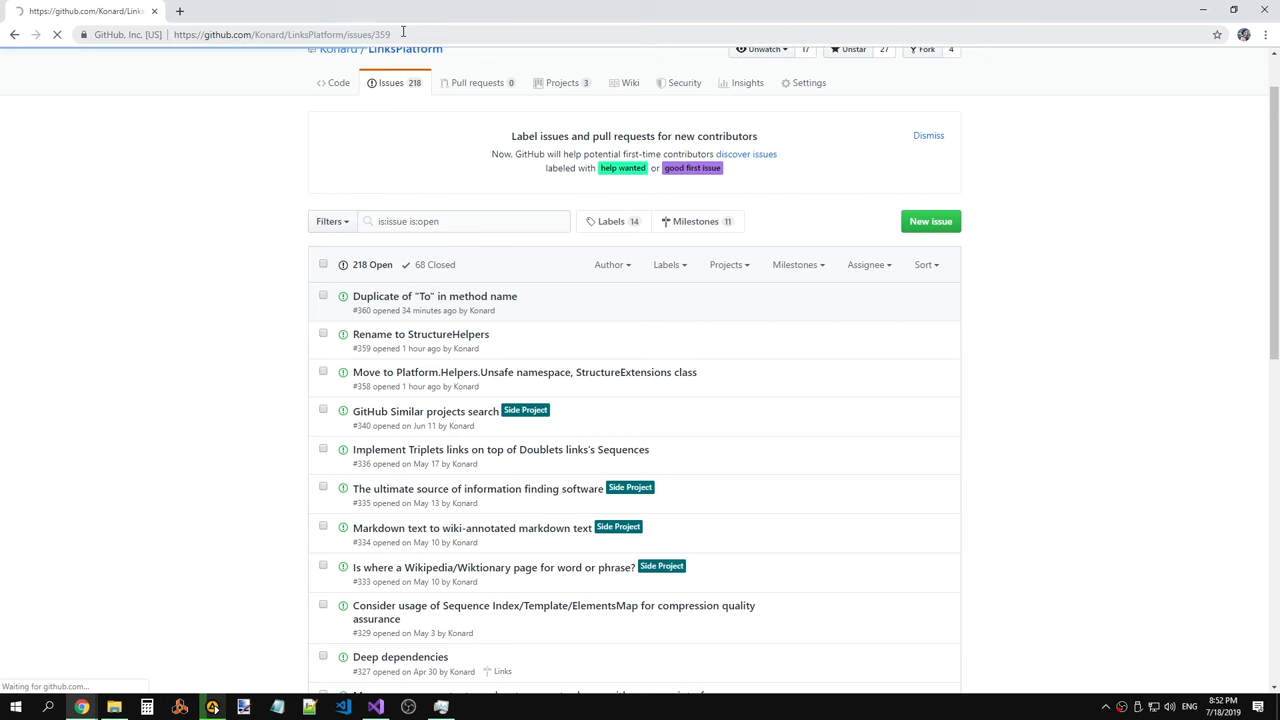 https://github.com/Konard/Link
GitHub, Inc. [US]
https://github.com/Konard/LinksPlatform/issues/359
Konard / LinksPlatform
Unwatch 17
Unstar 27
Fork 4
Code
Issues 218
Pull requests 0
Projects 3
Wiki
Security
Insights
Settings
Label issues and pull requests for new contributors
Dismiss
Now, GitHub will help potential first-time contributors discover issues
labeled with help wanted or good first issue
Filters
is:issue is:open
Labels 14
Milestones 11
New issue
218 Open
68 Closed
Author
Labels
Projects
Milestones
Assignee
Sort
Duplicate of "To" in method name
#360 opened 34 minutes ago by Konard
Rename to StructureHelpers
#359 opened 1 hour ago by Konard
Move to Platform.Helpers.Unsafe namespace, StructureExtensions class
#358 opened 1 hour ago by Konard
GitHub Similar projects search Side Project
#340 opened on Jun 11 by Konard
Implement Triplets links on top of Doublets links's Sequences
#336 opened on May 17 by Konard
The ultimate source of information finding software Side Project
#335 opened on May 13 by Konard
Markdown text to wiki-annotated markdown text Side Project
#334 opened on May 10 by Konard
Is where a Wikipedia/Wiktionary page for word or phrase? Side Project
#333 opened on May 10 by Konard
Consider usage of Sequence Index/Template/ElementsMap for compression quality
assurance
#329 opened on May 3 by Konard
Deep dependencies
#327 opened on Apr 30 by Konard Links
Waiting for github.com...
ENG
8:52 PM
7/18/2019